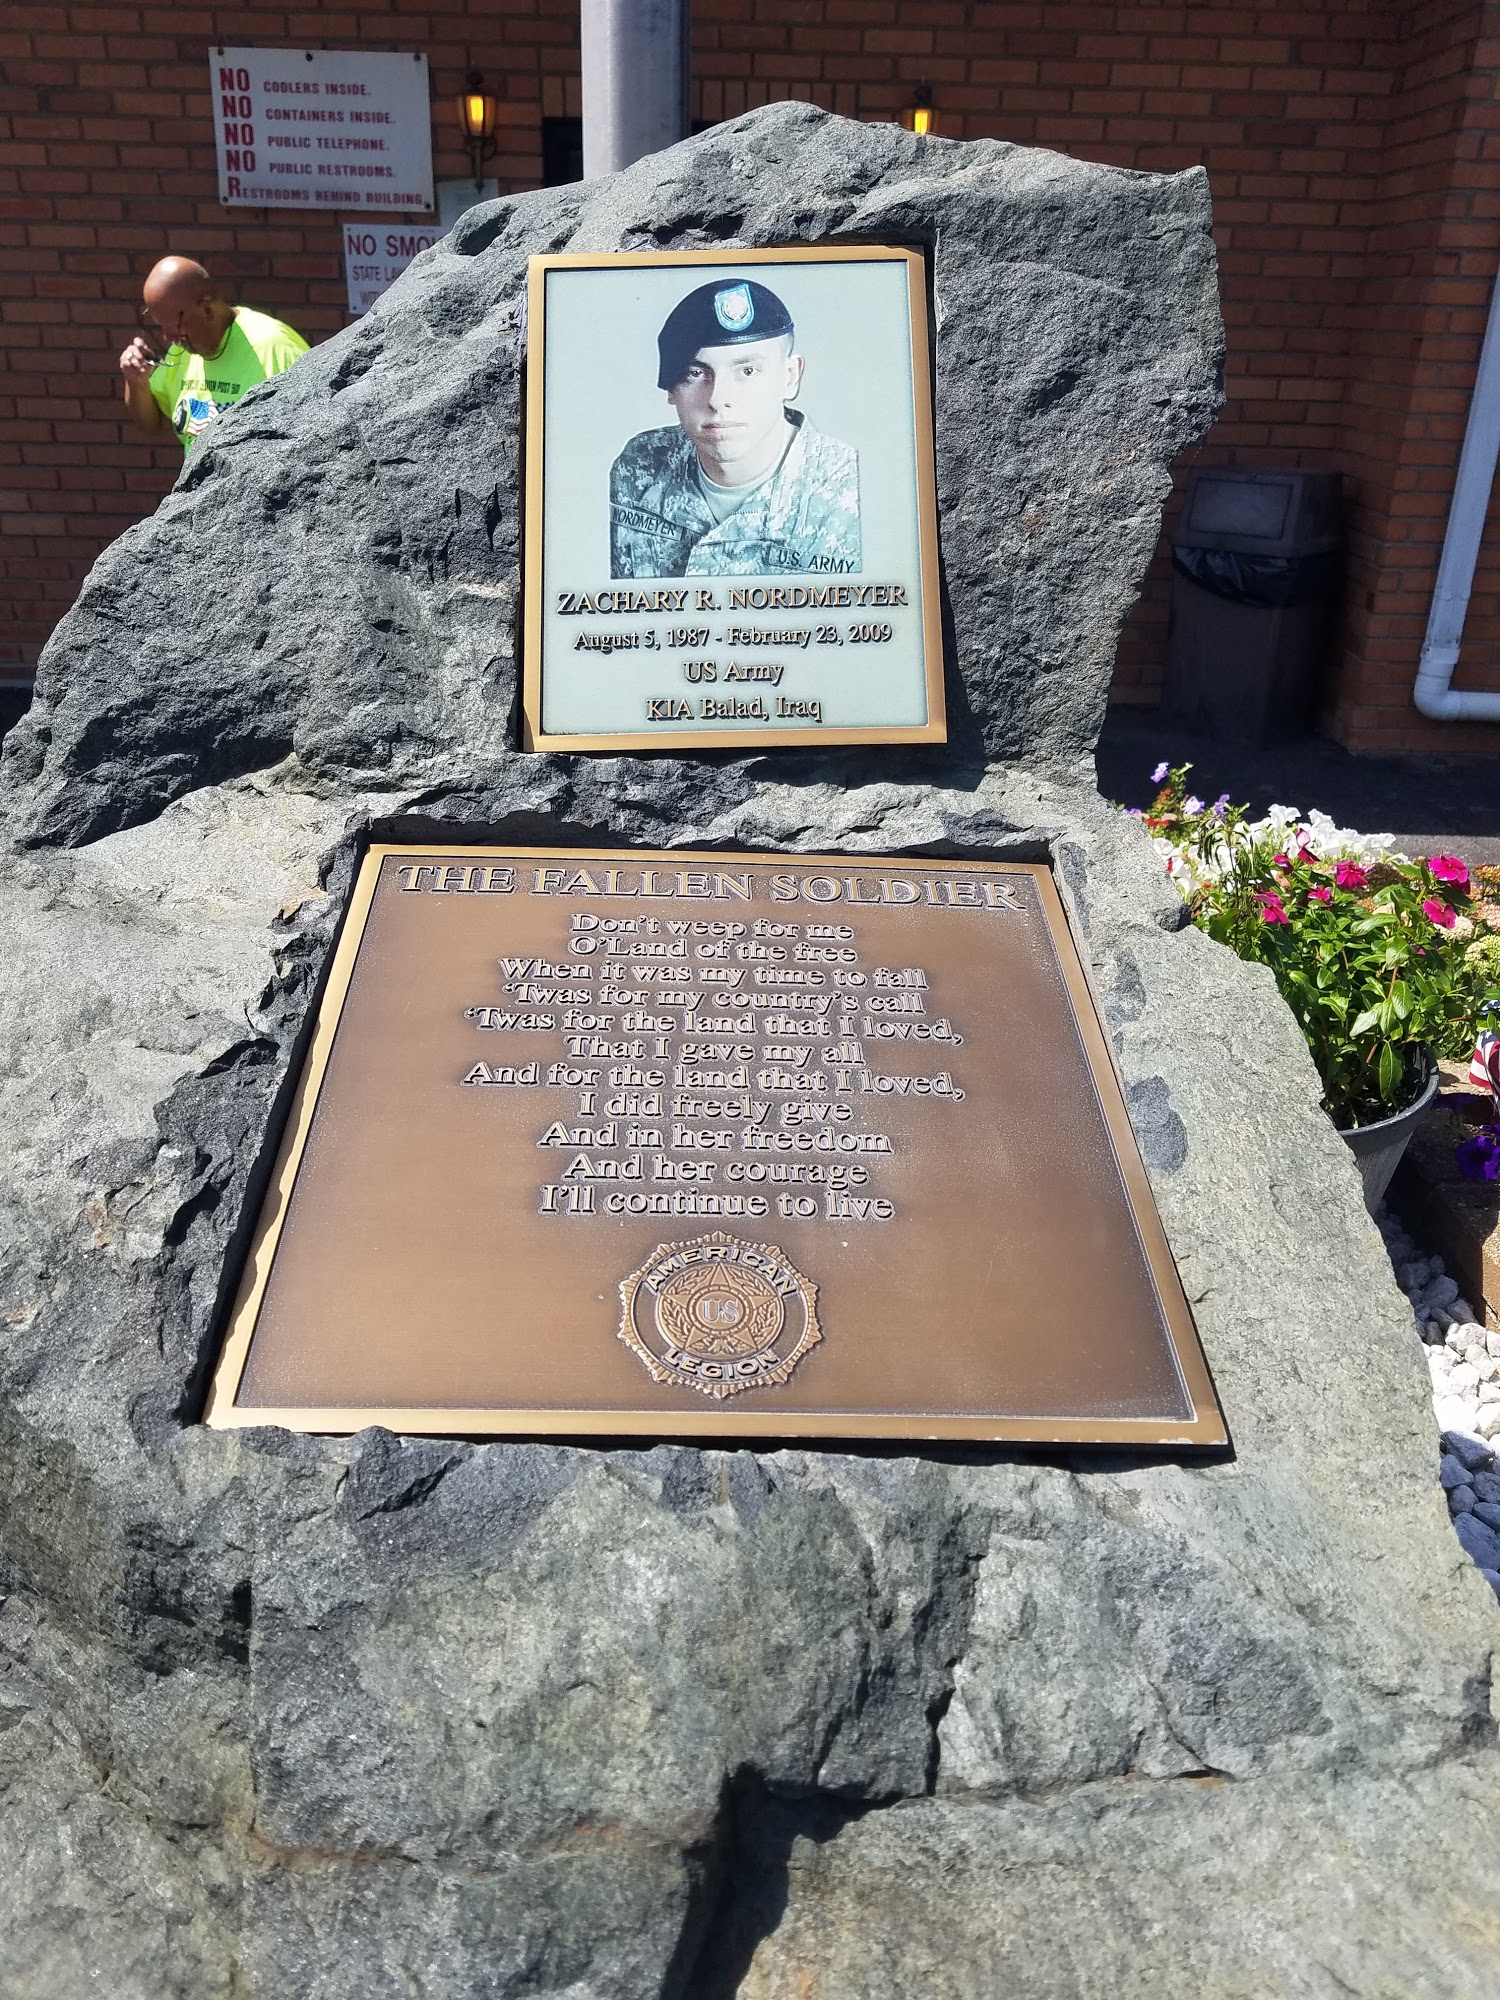 NO COOLERS INSIDE.
NO CONTAINERS INSIDE.
NO PUBLIC TELEPHONE.
NO PUBLIC RESTROOMS.
RESTROOMS BEHIND BUILDING
NO
STATE
NORDMEYER
U.S. ARMY
ZACHARY R. NORDMEYER
August 5, 1987 - February 23, 2009
US Army
KIA Balad, Iraq
THE FALLEN SOLDIER
Don't weep for me
O'Land of the free
When it was my time to fall
'Twas for my country's call
'Twas for the land that I loved,
That I gave my all
And for the land that I loved,
I did freely give
And in her freedom
And her courage
I'll continue to live
AMERICAN
US
LEGION